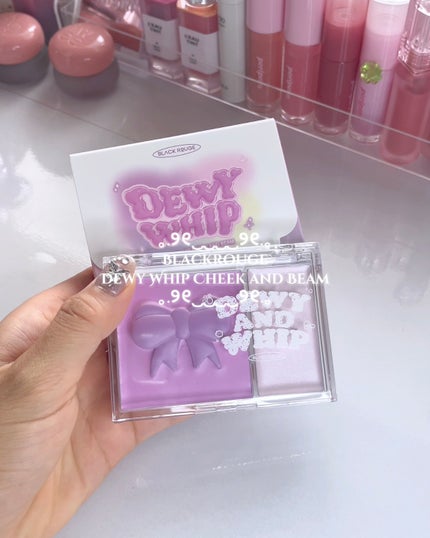 BLACK ROUGE
DEWY
WHIP
BLACKROUGE
DEWY WHIP CHEEK AND BEAM
DEWY
AND
WHIP